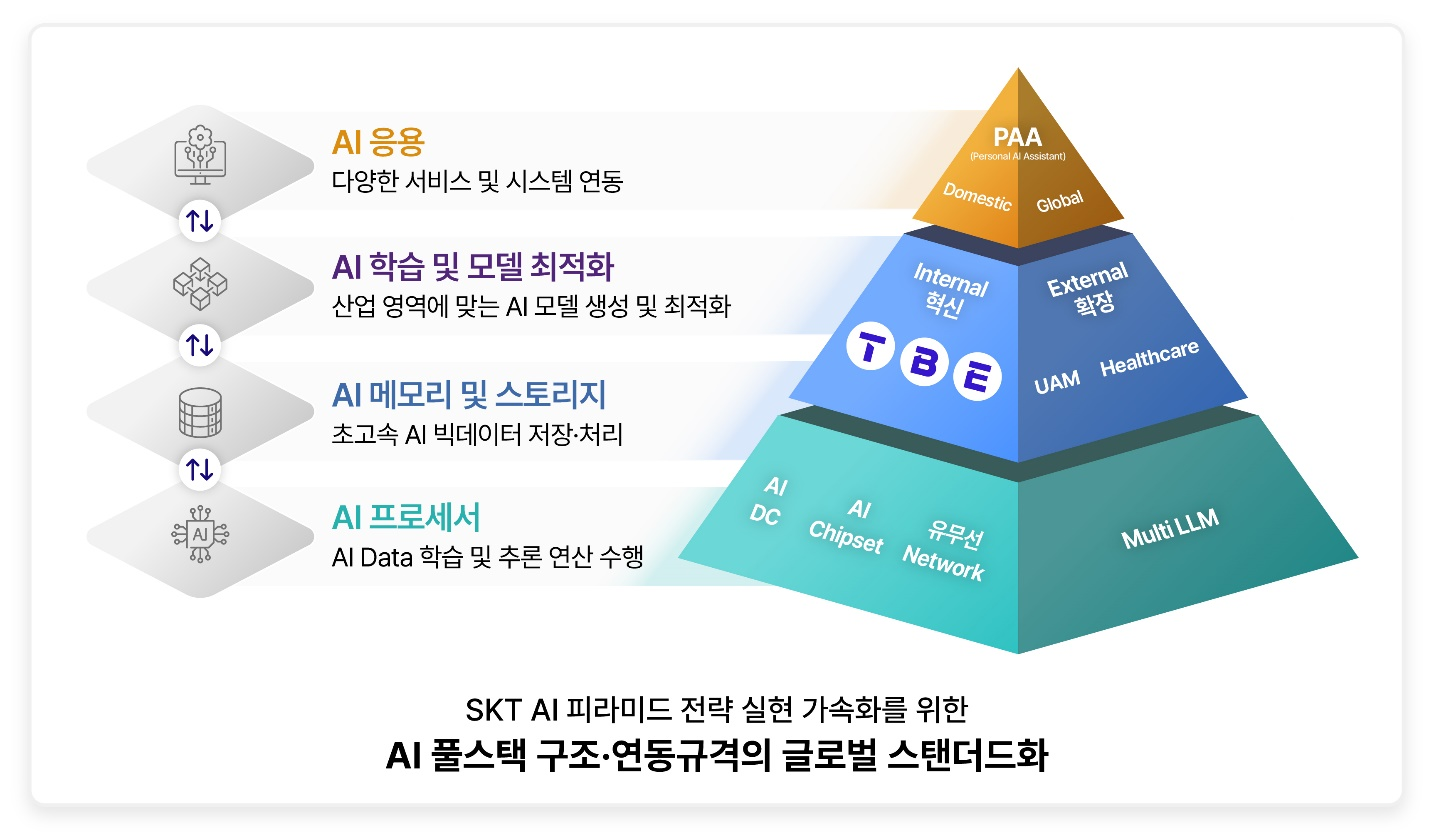 AI 응용
다양한 서비스 및 시스템 연동
AI 학습 및 모델 최적화
산업 영역에 맞는 AI 모델 생성 및 최적화
AI 메모리 및 스토리지
초고속 AI 빅데이터 저장·처리
AI
AI 프로세서
AI Data 학습 및 추론 연산 수행
PAA
(Personal AI Assistant)
Domestic
Global
Internal
혁신
T B E
External
확장
UAM
Healthcare
AI
DC
AI
Chipset
유무선
Network
Multi LLM
SKT AI 피라미드 전략 실현 가속화를 위한
AI 풀스택 구조·연동규격의 글로벌 스탠더드화